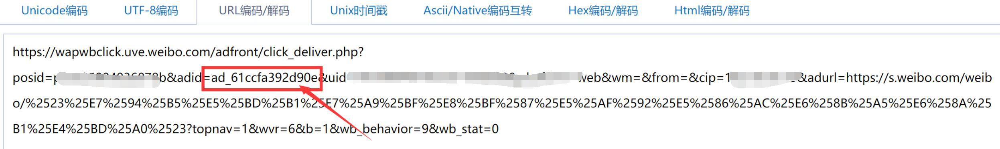 Unicode编码 UTF-8编码 URL编码/解码 Unix时间戳 Ascii/Native编码互转 Hex编码/解码 Html编码/解码
https://wapwbclick.uve.weibo.com/adfront/click_deliver.php?
posid=p b&adid=ad_61ccfa392d90e&uid web&wm=&from=&cip=1 &adurl=https://s.weibo.com/weib
o/%2523%25E7%2594%25B5%25E5%25BD%25B1%25E7%25A9%25BF%25E8%25BF%2587%25E5%25AF%2592%25E5%2586%25AC%25E6%258B%25A5%25E6%258A%25
B1%25E4%25BD%25A0%2523?topnav=1&wvr=6&b=1&wb_behavior=9&wb_stat=0